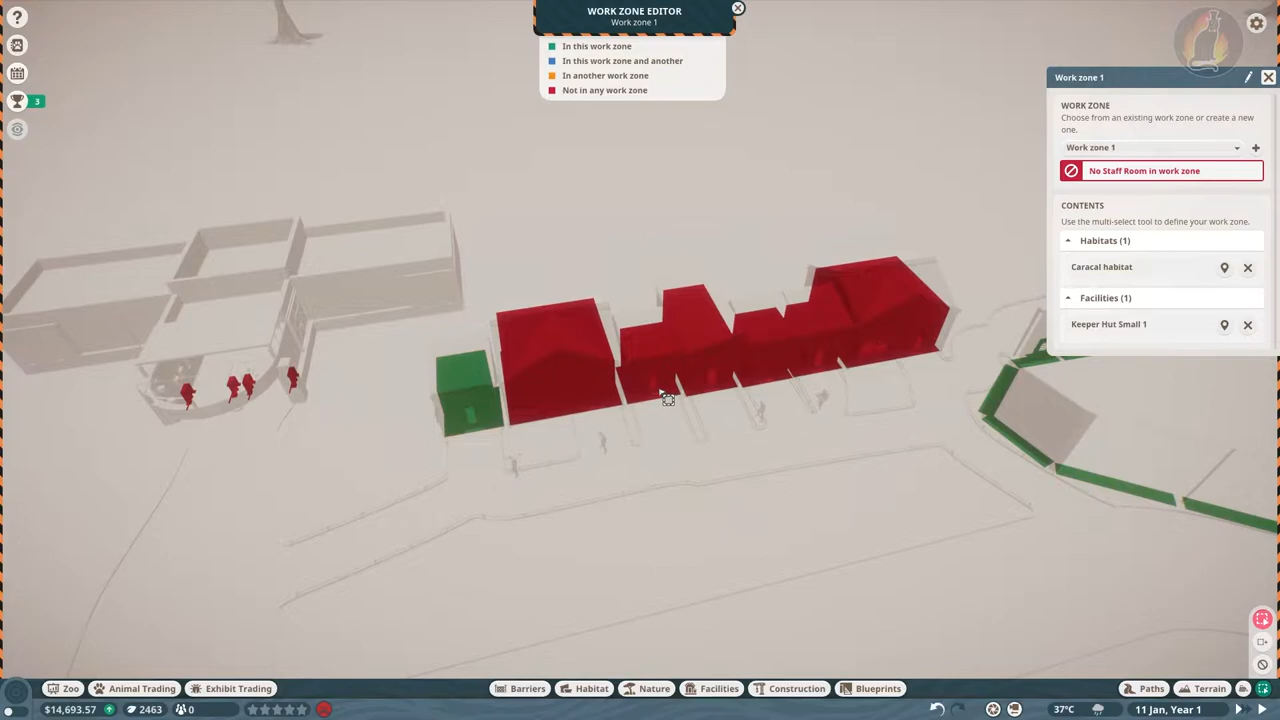 WORK ZONE EDITOR
Work zone 1
In this work zone
In this work zone and another
In another work zone
Not in any work zone
?
3
Work zone 1
WORK ZONE
Choose from an existing work zone or create a new
one.
Work zone 1
No Staff Room in work zone
CONTENTS
Use the multi-select tool to define your work zone.
Habitats (1)
Caracal habitat
Facilities (1)
Keeper Hut Small 1
Zoo
Animal Trading
Exhibit Trading
Barriers
Habitat
Nature
Facilities
Construction
Blueprints
Paths
Terrain
$14,693.57
2463
0
37°C
11 Jan, Year 1